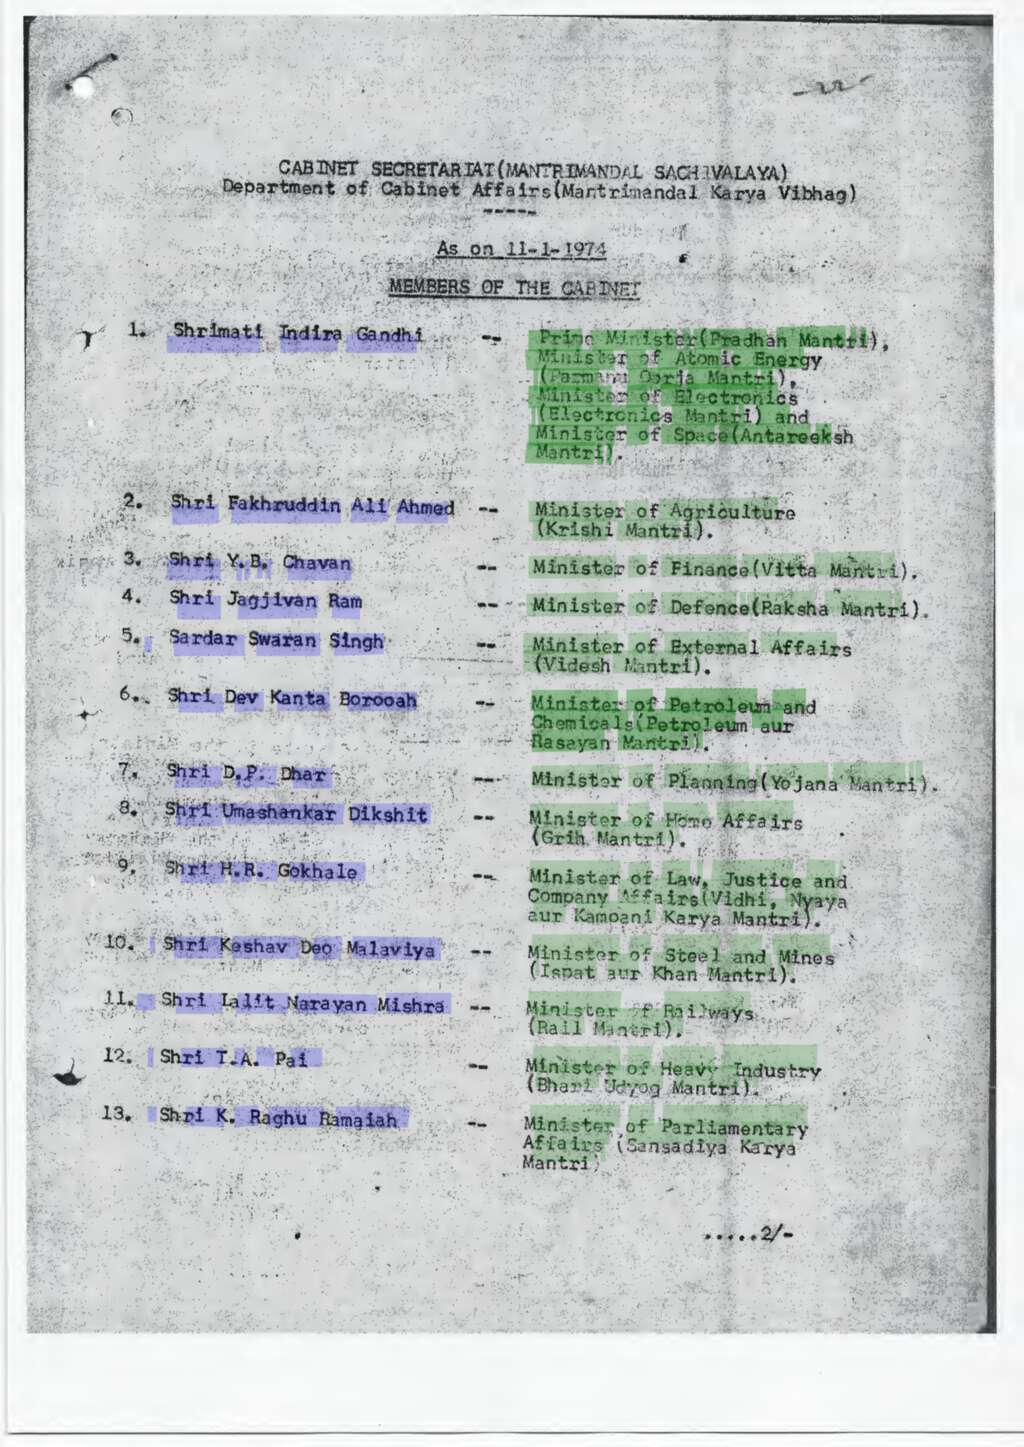 CABINET SECRETARIAT(MANTRIMANDAL SACHIVALAYA)
Department of Cabinet Affairs(Mantrimandal Karya Vibhag)
-----
As on 11-1-1974
MEMBERS OF THE CABINET
1. Shrimati Indira Gandhi -- Prime Minister(Pradhan Mantri),
Minister of Atomic Energy
(Parmanu Oorja Mantri),
Minister of Electronics
(Electronics Mantri) and
Minister of Space(Antareeksh
Mantri).
2. Shri Fakhruddin Ali Ahmed -- Minister of Agriculture
(Krishi Mantri).
3. Shri Y.B. Chavan -- Minister of Finance(Vitta Mantri).
4. Shri Jagjivan Ram -- Minister of Defence(Raksha Mantri).
5. Sardar Swaran Singh -- Minister of External Affairs
(Videsh Mantri).
6. Shri Dev Kanta Borooah -- Minister of Petroleum and
Chemicals(Petroleum aur
Rasayan Mantri).
7. Shri D.P. Dhar -- Minister of Planning(Yojana Mantri).
8. Shri Umashankar Dikshit -- Minister of Home Affairs
(Grih Mantri).
9. Shri H.R. Gokhale -- Minister of Law, Justice and
Company Affairs(Vidhi, Nyaya
aur Kampani Karya Mantri).
10. Shri Keshav Deo Malaviya -- Minister of Steel and Mines
(Ispat aur Khan Mantri).
11. Shri Lalit Narayan Mishra -- Minister of Railways
(Rail Mantri).
12. Shri T.A. Pai -- Minister of Heavy Industry
(Bhari Udyog Mantri).
13. Shri K. Raghu Ramaiah -- Minister of Parliamentary
Affairs (Sansadiya Karya
Mantri)
.....2/-